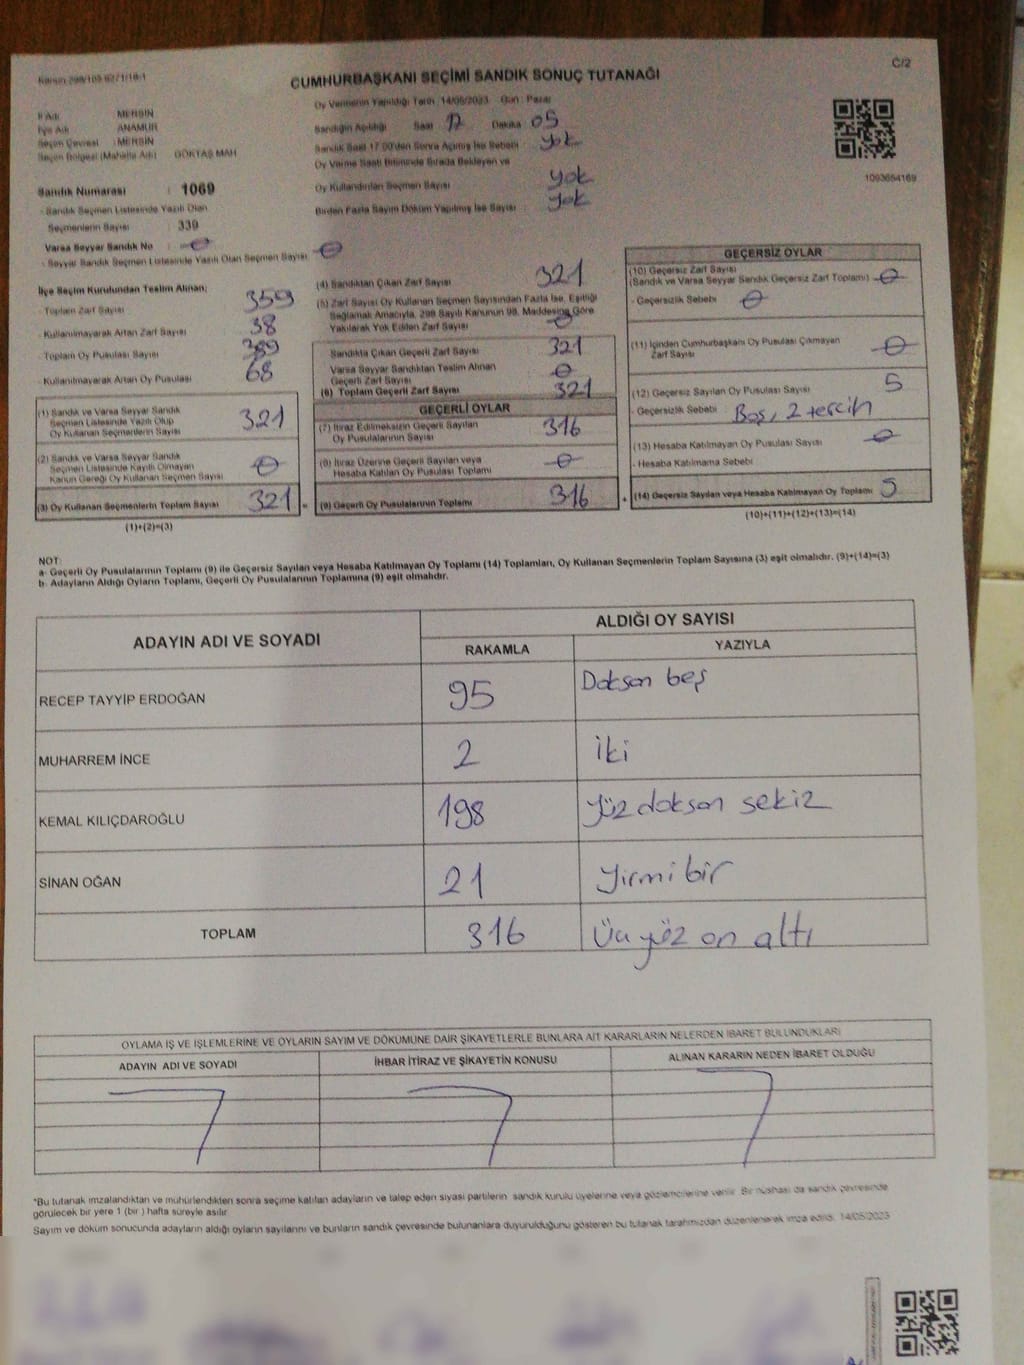 Kanun 298/105-62/1/18-1
C/2
CUMHURBAŞKANI SEÇİMİ SANDIK SONUÇ TUTANAĞI
İl Adı MERSİN
İlçe Adı ANAMUR
Seçim Çevresi : MERSİN
Seçim Bölgesi (Mahalle Adı) GÖKTAŞ MAH
Sandık Numarası : 1069
- Sandık Seçmen Listesinde Yazılı Olan
Seçmenlerin Sayısı : 339
Varsa Seyyar Sandık No
- Seyyar Sandık Seçmen Listesinde Yazılı Olan Seçmen Sayısı
Oy Vermenin Yapıldığı Tarih 14/05/2023 Gün : Pazar
Sandığın Açıldığı Saat 17 Dakika 05
Sandık Saat 17:00'den Sonra Açılmış İse Sebebi yok
Oy Verme Saati Bitiminde Sırada Bekleyen ve
Oy Kullandırılan Seçmen Sayısı yok
Birden Fazla Sayım Döküm Yapılmış İse Sayısı yok
1093684169
İlçe Seçim Kurulundan Teslim Alınan;
- Toplam Zarf Sayısı 359
- Kullanılmayarak Artan Zarf Sayısı 38
- Toplam Oy Pusulası Sayısı 389
- Kullanılmayarak Artan Oy Pusulası 68
(1) Sandık ve Varsa Seyyar Sandık
Seçmen Listesinde Yazılı Olup
Oy Kullanan Seçmenlerin Sayısı 321
(2) Sandık ve Varsa Seyyar Sandık
Seçmen Listesinde Kayıtlı Olmayan
Kanun Gereği Oy Kullanan Seçmen Sayısı
(3) Oy Kullanan Seçmenlerin Toplam Sayısı 321 =
(1)+(2)=(3)
(4) Sandıktan Çıkan Zarf Sayısı 321
(5) Zarf Sayısı Oy Kullanan Seçmen Sayısından Fazla İse, Eşitliği
Sağlamak Amacıyla, 298 Sayılı Kanunun 98. Maddesine Göre
Yakılarak Yok Edilen Zarf Sayısı
Sandıkta Çıkan Geçerli Zarf Sayısı 321
Varsa Seyyar Sandıktan Teslim Alınan
Geçerli Zarf Sayısı
(6) Toplam Geçerli Zarf Sayısı 321
GEÇERLİ OYLAR
(7) İtiraz Edilmeksizin Geçerli Sayılan
Oy Pusulalarının Sayısı 316
(8) İtiraz Üzerine Geçerli Sayılan veya
Hesaba Katılan Oy Pusulası Toplamı
(9) Geçerli Oy Pusulalarının Toplamı 316 +
GEÇERSİZ OYLAR
(10) Geçersiz Zarf Sayısı
(Sandık ve Varsa Seyyar Sandık Geçersiz Zarf Toplamı)
- Geçersizlik Sebebi
(11) İçinden Cumhurbaşkanı Oy Pusulası Çıkmayan
Zarf Sayısı
(12) Geçersiz Sayılan Oy Pusulası Sayısı 5
- Geçersizlik Sebebi Boş, 2 tercih
(13) Hesaba Katılmayan Oy Pusulası Sayısı
- Hesaba Katılmama Sebebi
(14) Geçersiz Sayılan veya Hesaba Katılmayan Oy Toplamı 5
(10)+(11)+(12)+(13)=(14)
NOT:
a- Geçerli Oy Pusulalarının Toplamı (9) ile Geçersiz Sayılan veya Hesaba Katılmayan Oy Toplamı (14) Toplamları, Oy Kullanan Seçmenlerin Toplam Sayısına (3) eşit olmalıdır. (9)+(14)=(3)
b- Adayların Aldığı Oyların Toplamı, Geçerli Oy Pusulalarının Toplamına (9) eşit olmalıdır.
ADAYIN ADI VE SOYADI
ALDIĞI OY SAYISI
RAKAMLA YAZIYLA
RECEP TAYYİP ERDOĞAN 95 Doksan beş
MUHARREM İNCE 2 iki
KEMAL KILIÇDAROĞLU 198 Yüz doksan sekiz
SİNAN OĞAN 21 Yirmi bir
TOPLAM 316 Üç yüz on altı
OYLAMA İŞ VE İŞLEMLERİNE VE OYLARIN SAYIM VE DÖKÜMÜNE DAİR ŞİKAYETLERLE BUNLARA AİT KARARLARIN NELERDEN İBARET BULUNDUKLARI
ADAYIN ADI VE SOYADI İHBAR İTİRAZ VE ŞİKAYETİN KONUSU ALINAN KARARIN NEDEN İBARET OLDUĞU
*Bu tutanak imzalandıktan ve mühürlendikten sonra seçime katılan adayların ve talep eden siyasi partilerin sandık kurulu üyelerine veya gözlemcilerine verilir. Bir nüshası da sandık çevresinde
görülecek bir yere 1 (bir) hafta süreyle asılır.
Sayım ve döküm sonucunda adayların aldığı oyların sayılarını ve bunların sandık çevresinde bulunanlara duyurulduğunu gösteren bu tutanak tarafımızdan düzenlenerek imza edildi. 14/05/2023